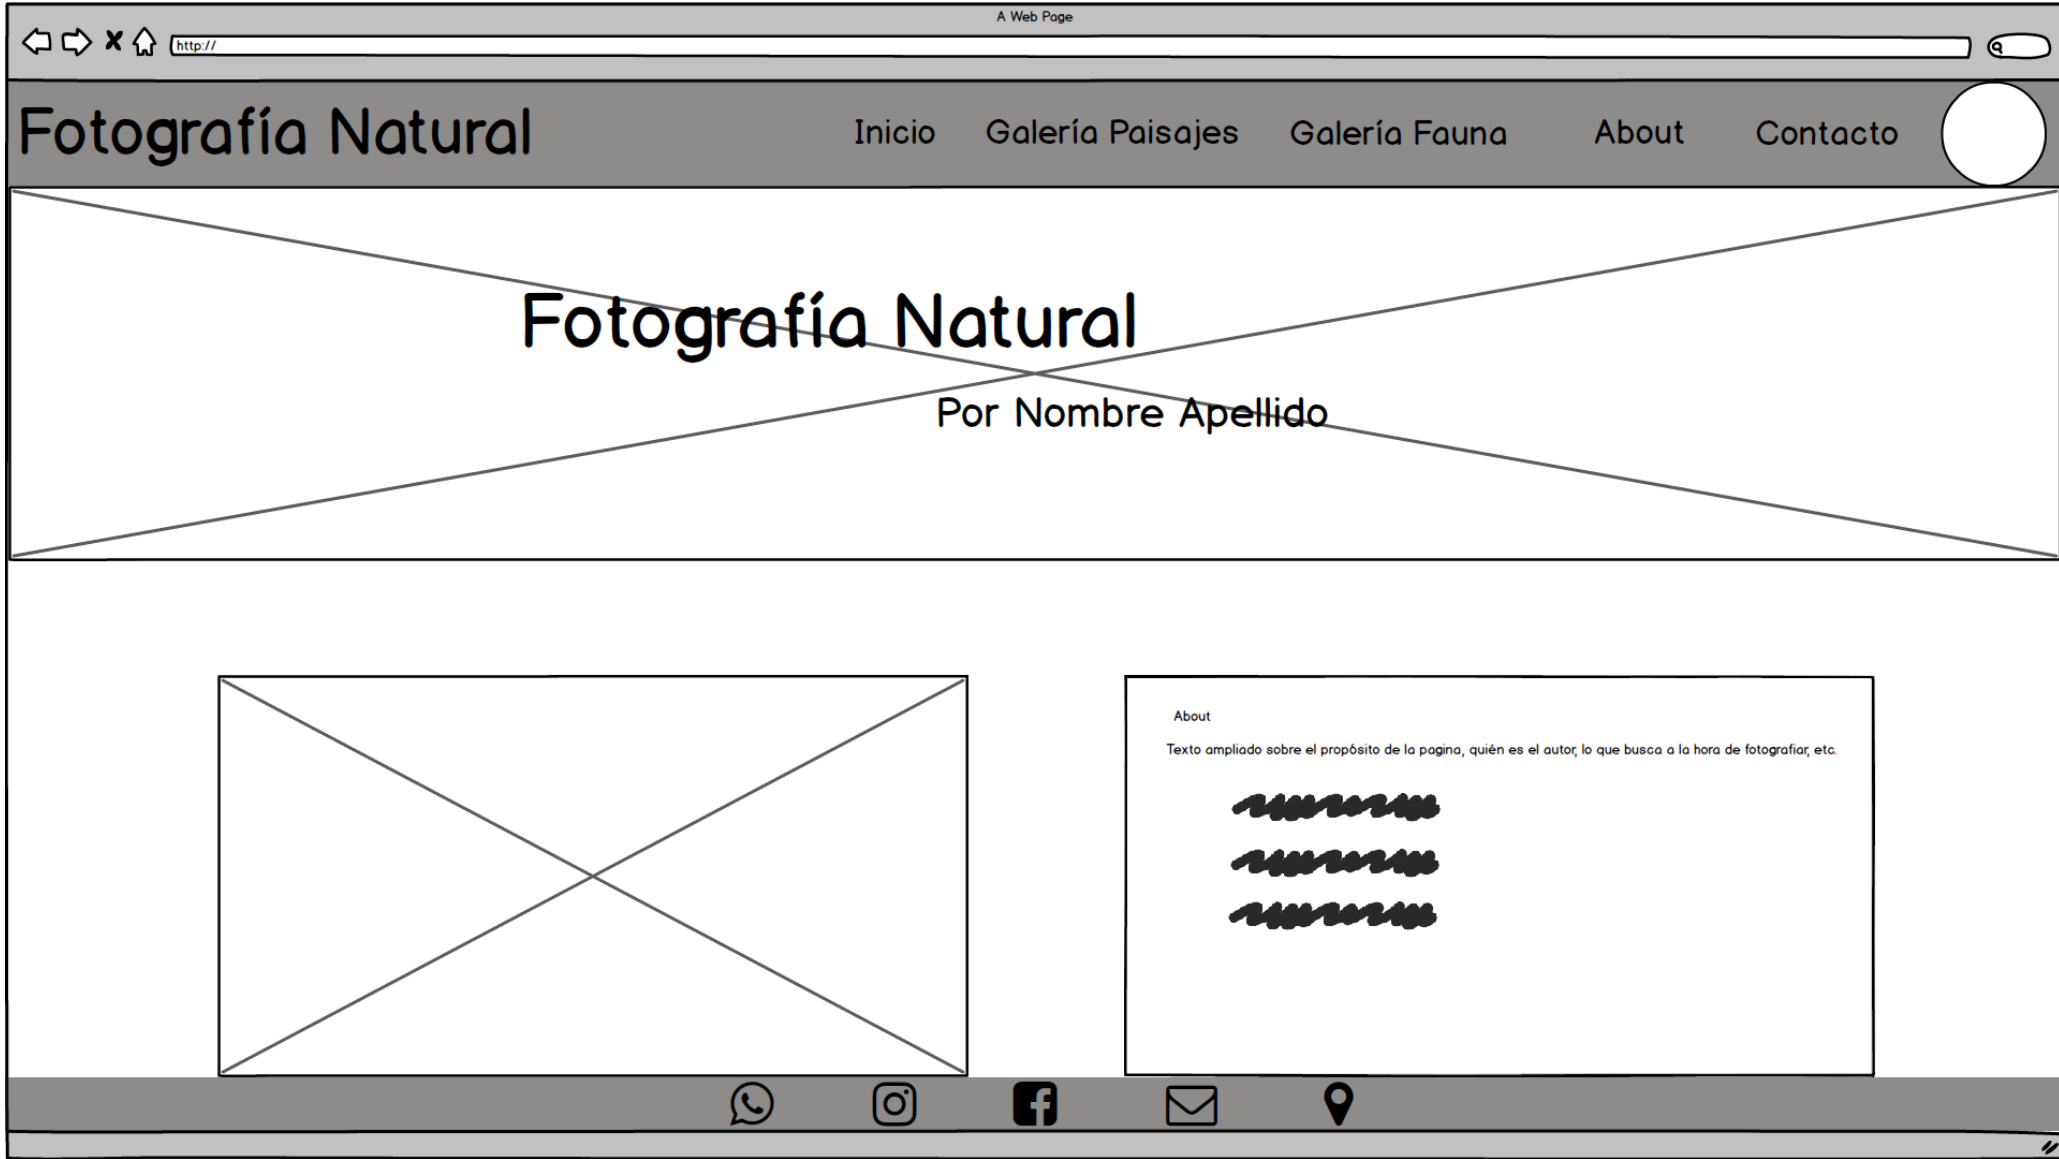 A Web Page
http://
Fotografía Natural
Inicio
Galería Paisajes
Galería Fauna
About
Contacto
Fotografía Natural
Por Nombre Apellido
About
Texto ampliado sobre el propósito de la pagina, quién es el autor, lo que busca a la hora de fotografiar, etc.